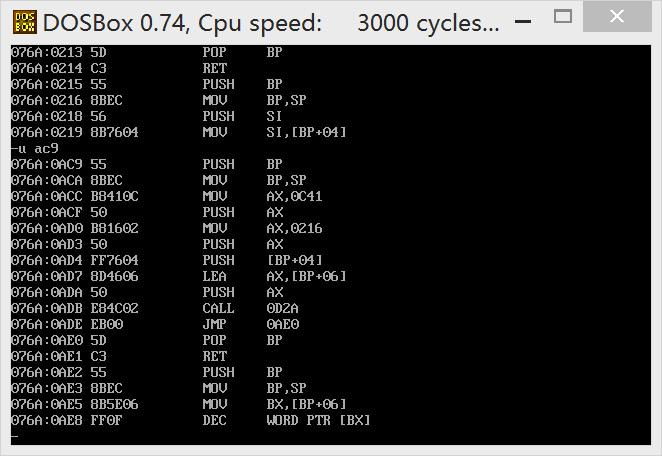 DOS BOX DOSBox 0.74, Cpu speed: 3000 cycles...
076A:0213 5D POP BP
076A:0214 C3 RET
076A:0215 55 PUSH BP
076A:0216 8BEC MOV BP,SP
076A:0218 56 PUSH SI
076A:0219 8B7604 MOV SI,[BP+04]
-u ac9
076A:0AC9 55 PUSH BP
076A:0ACA 8BEC MOV BP,SP
076A:0ACC B8410C MOV AX,0C41
076A:0ACF 50 PUSH AX
076A:0AD0 B81602 MOV AX,0216
076A:0AD3 50 PUSH AX
076A:0AD4 FF7604 PUSH [BP+04]
076A:0AD7 8D4606 LEA AX,[BP+06]
076A:0ADA 50 PUSH AX
076A:0ADB E84C02 CALL 0D2A
076A:0ADE EB00 JMP 0AE0
076A:0AE0 5D POP BP
076A:0AE1 C3 RET
076A:0AE2 55 PUSH BP
076A:0AE3 8BEC MOV BP,SP
076A:0AE5 8B5E06 MOV BX,[BP+06]
076A:0AE8 FF0F DEC WORD PTR [BX]
-